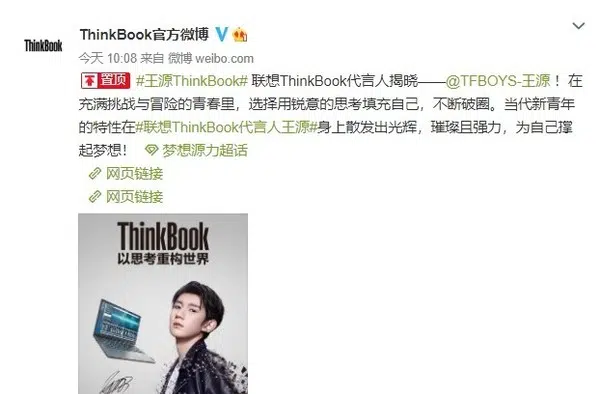 ThinkBook ThinkBook官方微博
今天 10:08 来自 微博 weibo.com
置顶 #王源ThinkBook# 联想ThinkBook代言人揭晓——@TFBOYS-王源 ！在
充满挑战与冒险的青春里，选择用锐意的思考填充自己，不断破圈。当代新青年
的特性在#联想ThinkBook代言人王源#身上散发出光辉，璀璨且强力，为自己撑
起梦想！ 梦想源力超话
网页链接
网页链接
ThinkBook
以思考重构世界